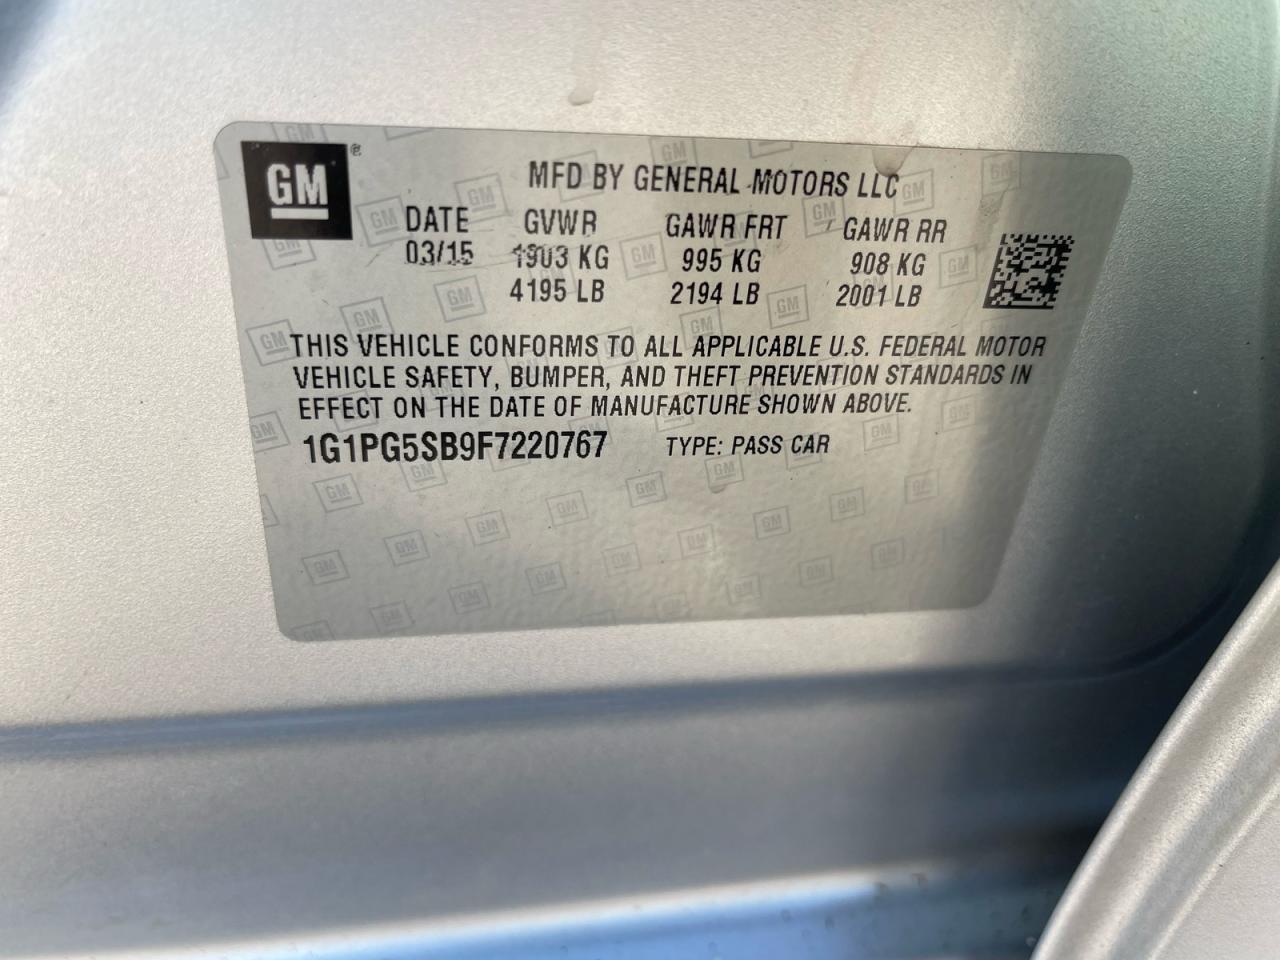 GM
MFD BY GENERAL MOTORS LLC
DATE GVWR GAWR FRT GAWR RR
03/15 1903 KG 995 KG 908 KG
4195 LB 2194 LB 2001 LB
THIS VEHICLE CONFORMS TO ALL APPLICABLE U.S. FEDERAL MOTOR
VEHICLE SAFETY, BUMPER, AND THEFT PREVENTION STANDARDS IN
EFFECT ON THE DATE OF MANUFACTURE SHOWN ABOVE.
1G1PG5SB9F7220767 TYPE: PASS CAR